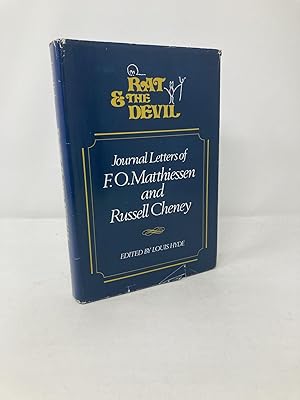 RAT
& THE
DEVIL
Journal Letters of
F. O. Matthiessen
and
Russell Cheney
EDITED BY LOUIS HYDE